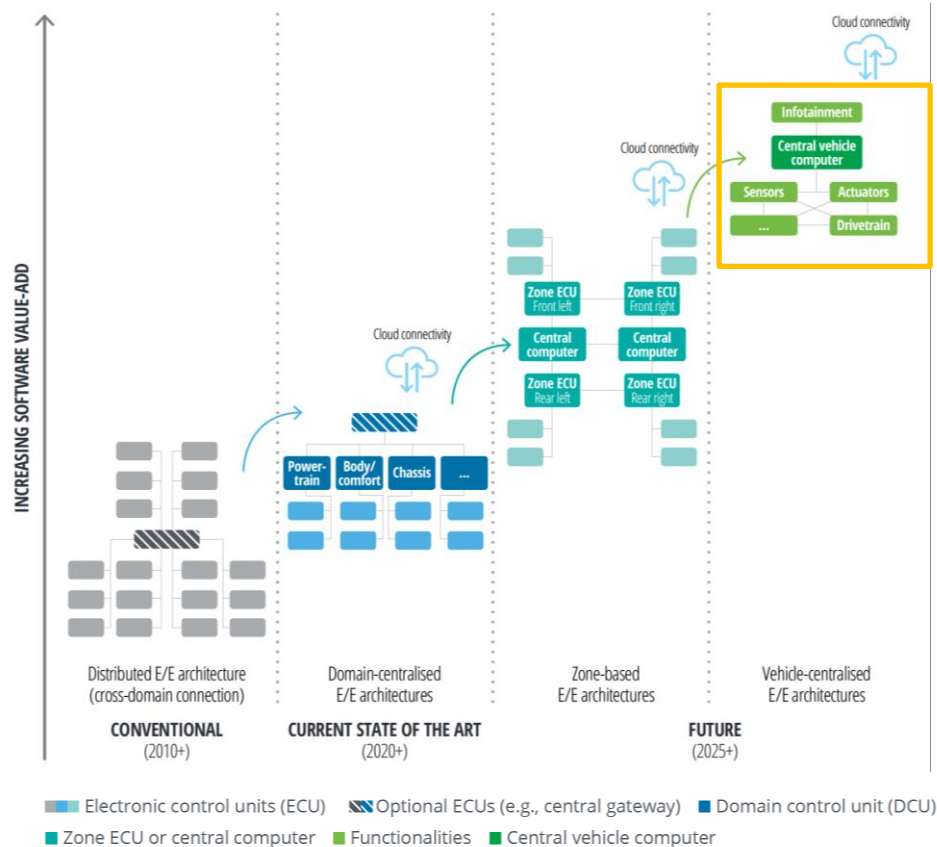 Cloud connectivity
Infotainment
Central vehicle
computer
Sensors
Actuators
...
Drivetrain
Cloud connectivity
Zone ECU
Front left
Zone ECU
Front right
Central
computer
Central
computer
Zone ECU
Rear left
Zone ECU
Rear right
Cloud connectivity
Power-
train
Body/
comfort
Chassis
...
INCREASING SOFTWARE VALUE-ADD
Distributed E/E architecture
(cross-domain connection)
Domain-centralised
E/E architectures
Zone-based
E/E architectures
Vehicle-centralised
E/E architectures
CONVENTIONAL
(2010+)
CURRENT STATE OF THE ART
(2020+)
FUTURE
(2025+)
Electronic control units (ECU)
Optional ECUs (e.g., central gateway)
Domain control unit (DCU)
Zone ECU or central computer
Functionalities
Central vehicle computer